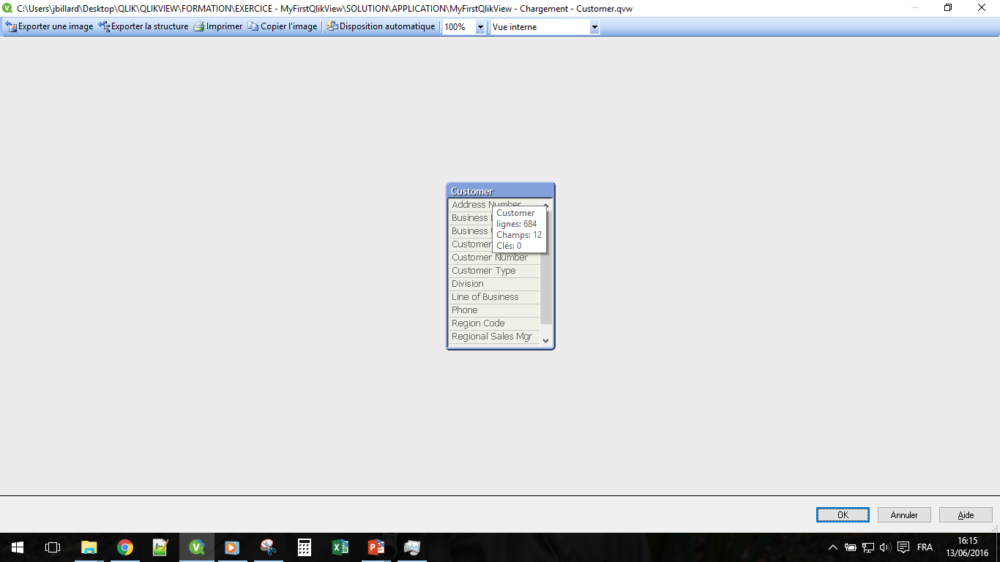 C:\Users\jbillard\Desktop\QLIK\QLIKVIEW\FORMATION\EXERCICE - MyFirstQlikView\SOLUTION\APPLICATION\MyFirstQlikView - Chargement - Customer.qvw
Exporter une image Exporter la structure Imprimer Copier l'image Disposition automatique 100% Vue interne
Customer
Address Number
Business
Business
Customer
Customer Number
Customer Type
Division
Line of Business
Phone
Region Code
Regional Sales Mgr
Customer
lignes: 684
Champs: 12
Clés: 0
OK Annuler Aide
FRA
16:15
13/06/2016